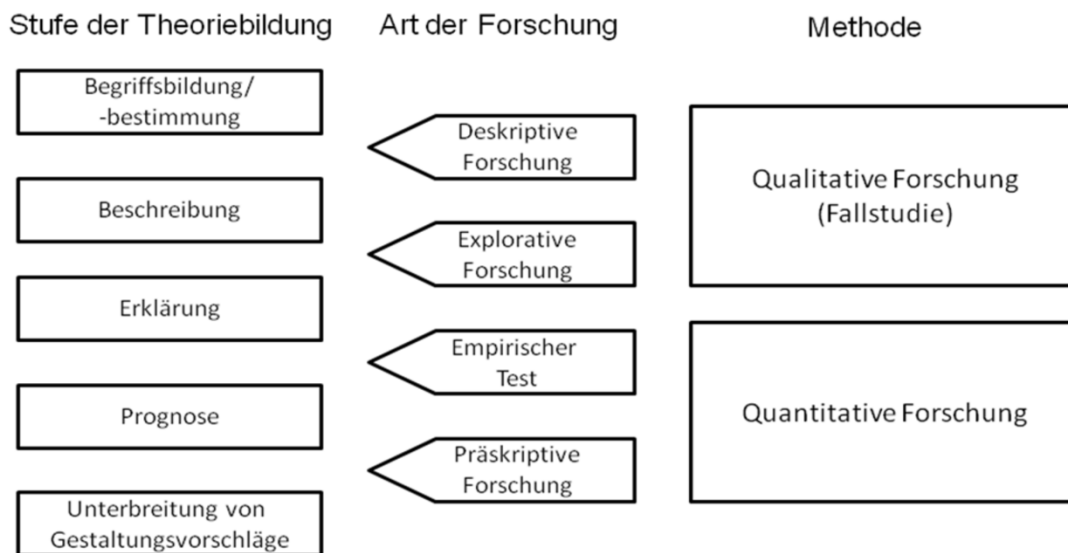 Stufe der Theoriebildung
Art der Forschung
Methode
Begriffsbildung/
-bestimmung
Beschreibung
Erklärung
Prognose
Unterbreitung von
Gestaltungsvorschläge
Deskriptive
Forschung
Explorative
Forschung
Empirischer
Test
Präskriptive
Forschung
Qualitative Forschung
(Fallstudie)
Quantitative Forschung